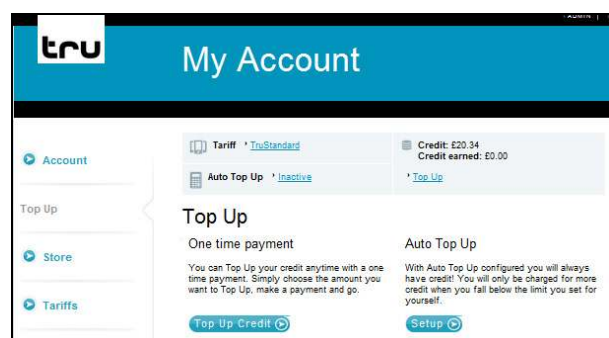 ADMIN |
tru
My Account
Tariff TruStandard
Credit: £20.34
Credit earned: £0.00
Auto Top Up Inactive
Top Up
Account
Top Up
Store
Tariffs
Top Up
One time payment
You can Top Up your credit anytime with a one
time payment. Simply choose the amount you
want to Top Up, make a payment and go.
Top Up Credit
Auto Top Up
With Auto Top Up configured you will always
have credit! You will only be charged for more
credit when you fall below the limit you set for
yourself.
Setup